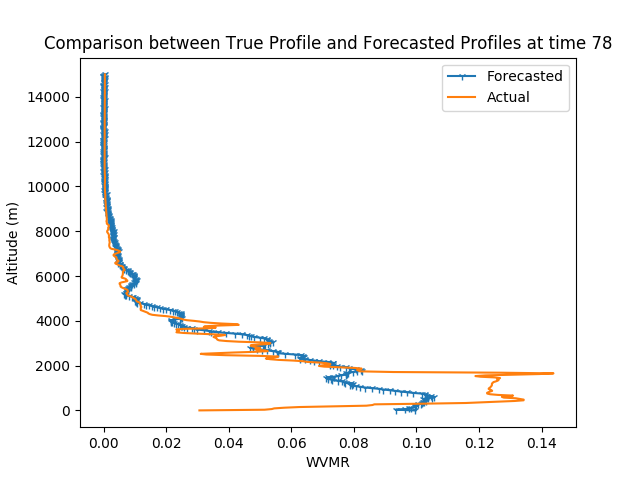 Comparison between True Profile and Forecasted Profiles at time 78
Forecasted
Actual
14000
12000
10000
8000
6000
4000
2000
0
Altitude (m)
0.00 0.02 0.04 0.06 0.08 0.10 0.12 0.14
WVMR